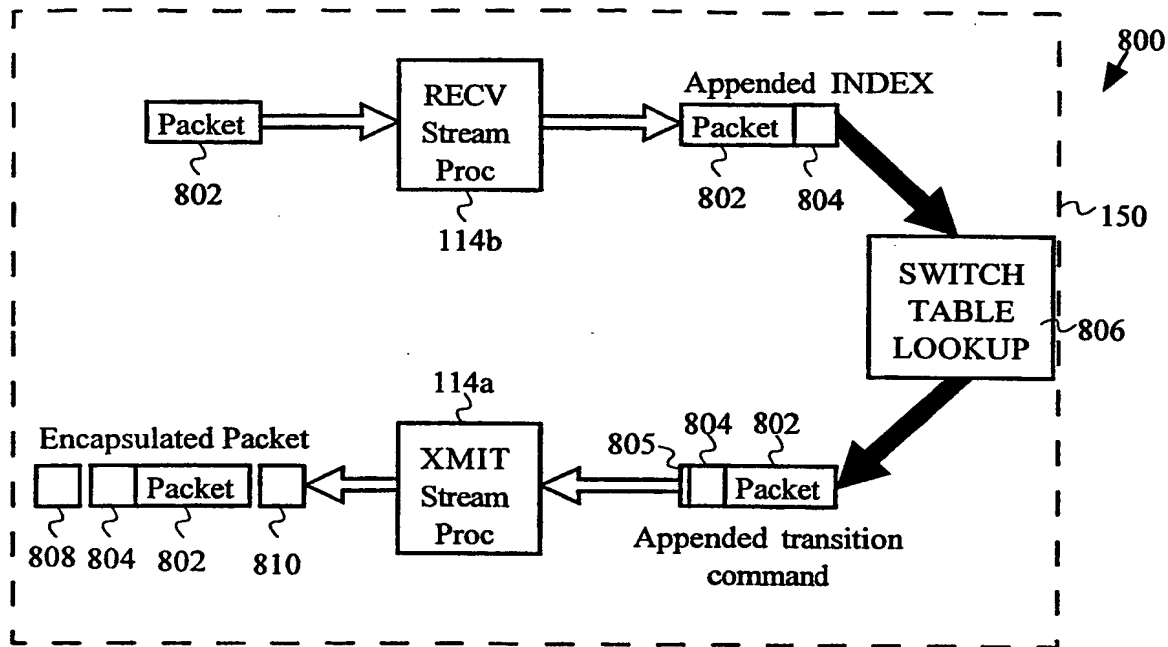 800
Appended INDEX
Packet
RECV
Stream
Proc
Packet
802
114b
802
804
150
SWITCH
TABLE
LOOKUP
806
114a
Encapsulated Packet
XMIT
Stream
Proc
805
804
802
Packet
Packet
808
804
802
810
Appended transition
command